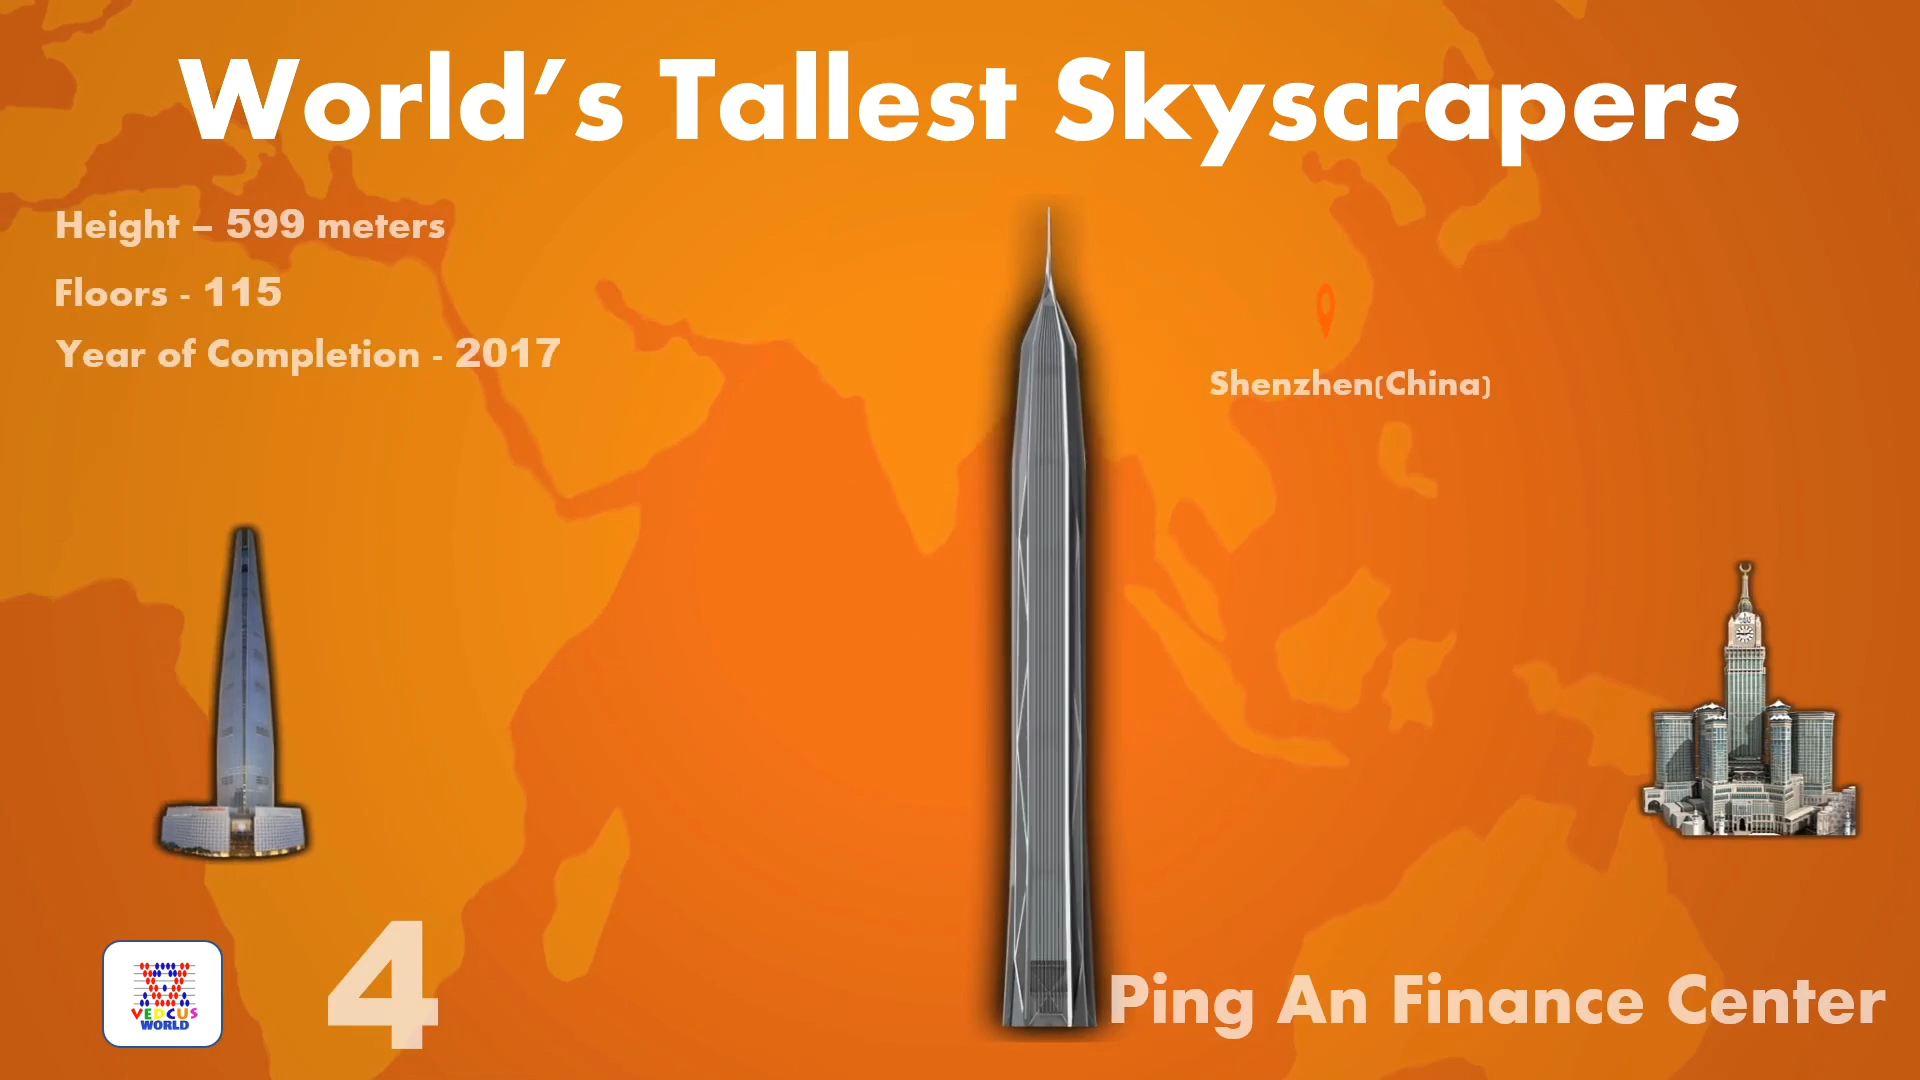 World’s Tallest Skyscrapers
Height – 599 meters
Floors - 115
Year of Completion - 2017
Shenzhen(China)
4
Ping An Finance Center
VEDCUS
WORLD